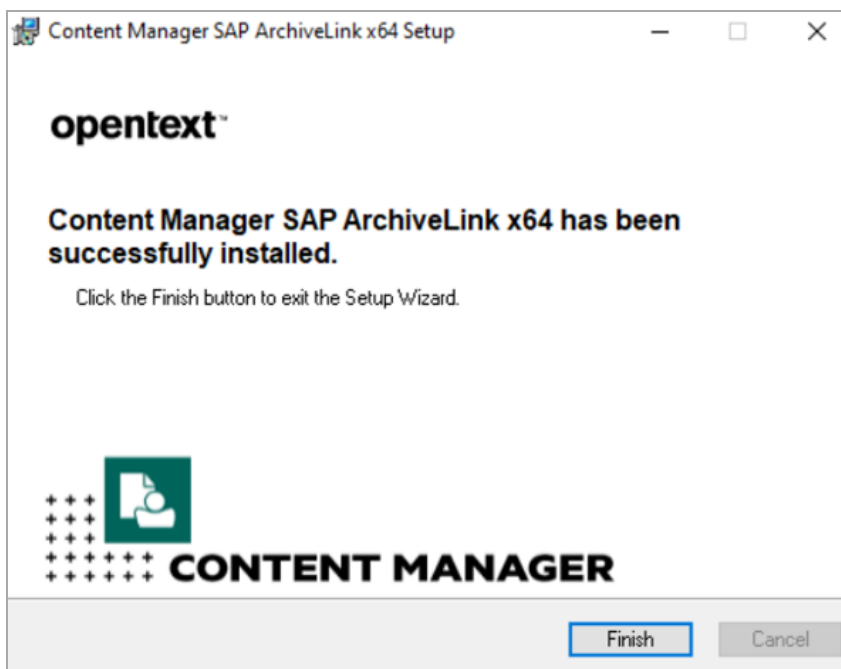 Content Manager SAP ArchiveLink x64 Setup
opentext™
Content Manager SAP ArchiveLink x64 has been
successfully installed.
Click the Finish button to exit the Setup Wizard.
CONTENT MANAGER
Finish
Cancel